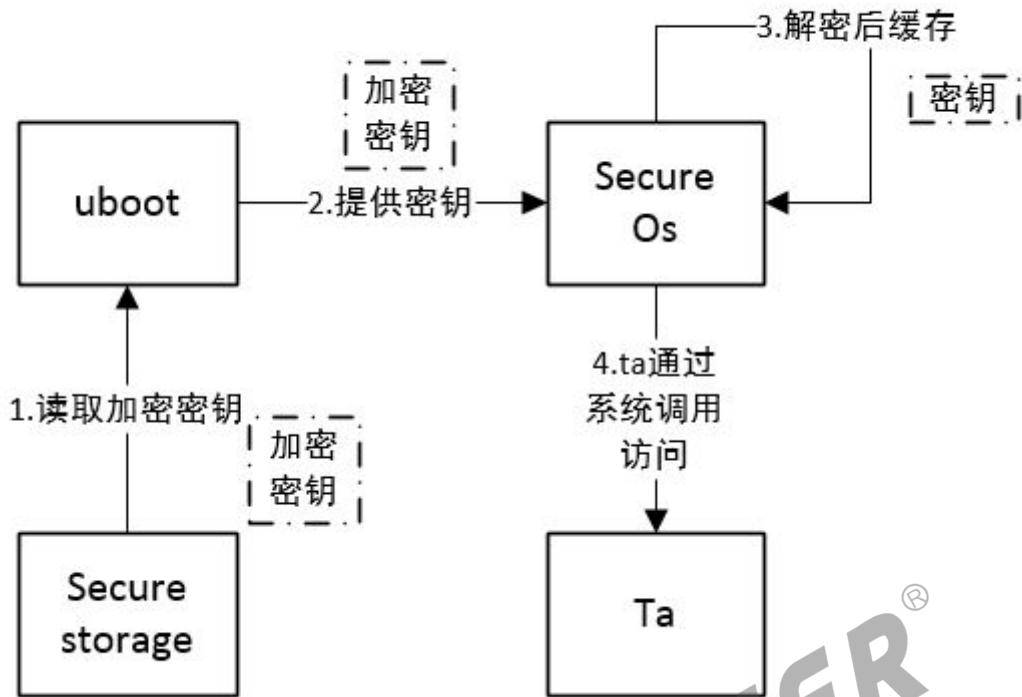 3.解密后缓存
加密
密钥
密钥
uboot
2.提供密钥
Secure
Os
1.读取加密密钥
加密
密钥
4.ta通过
系统调用
访问
Secure
storage
Ta
®